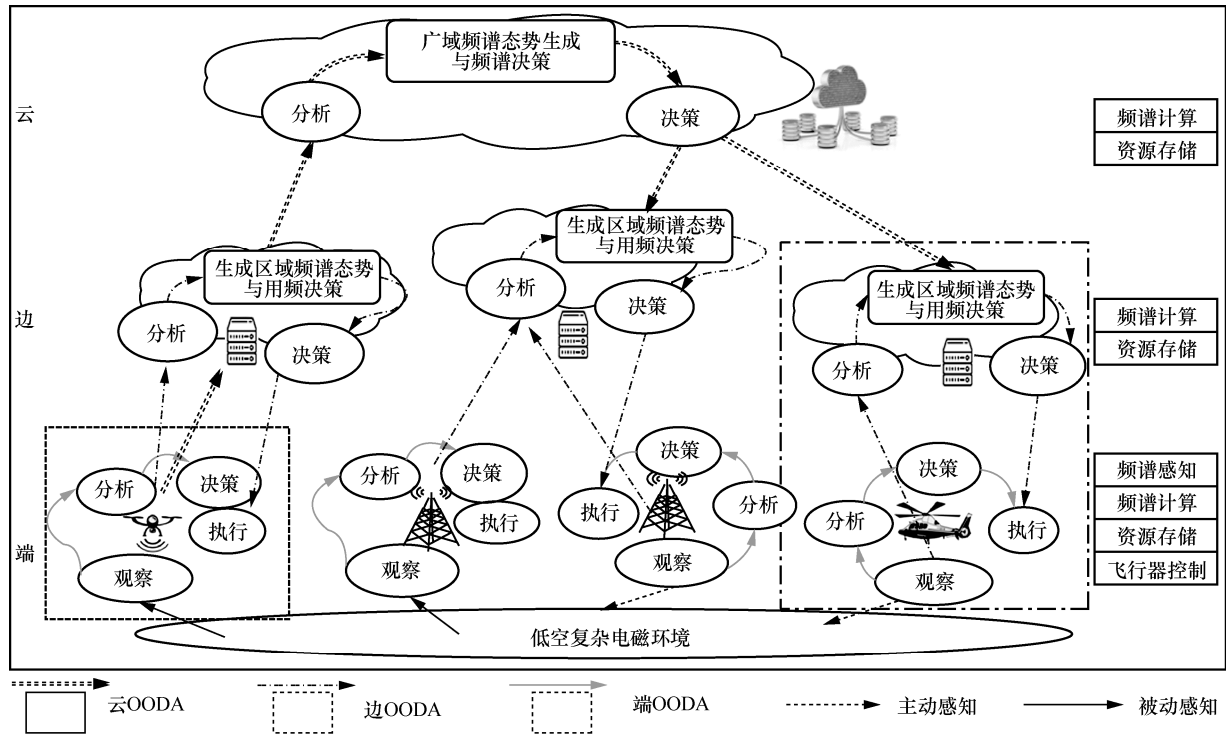 广域频谱态势生成
与频谱决策
分析
决策
云
频谱计算
资源存储
生成区域频谱态势
与用频决策
分析
决策
生成区域频谱态势
与用频决策
分析
决策
生成区域频谱态势
与用频决策
分析
决策
边
频谱计算
资源存储
分析
决策
执行
观察
分析
决策
执行
观察
决策
执行
分析
观察
决策
分析
执行
观察
端
频谱感知
频谱计算
资源存储
飞行器控制
低空复杂电磁环境
云OODA
边OODA
端OODA
主动感知
被动感知